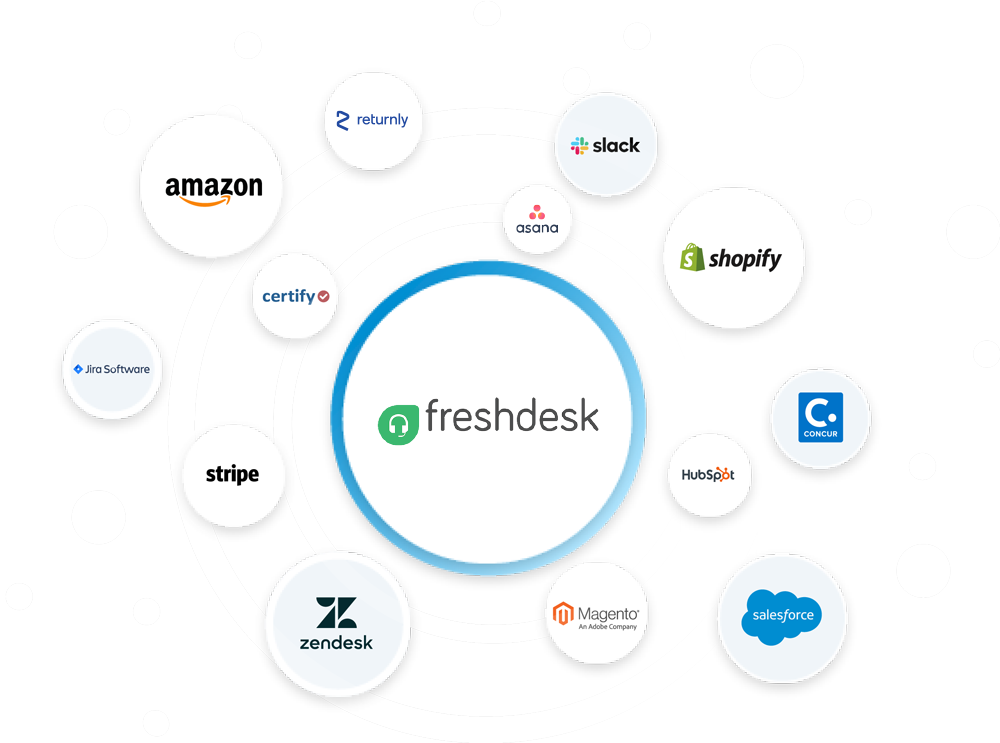 returnly
slack
amazon
asana
shopify
certify
Jira Software
freshdesk
CONCUR
stripe
HubSpot
Magento®
An Adobe Company
salesforce
zendesk